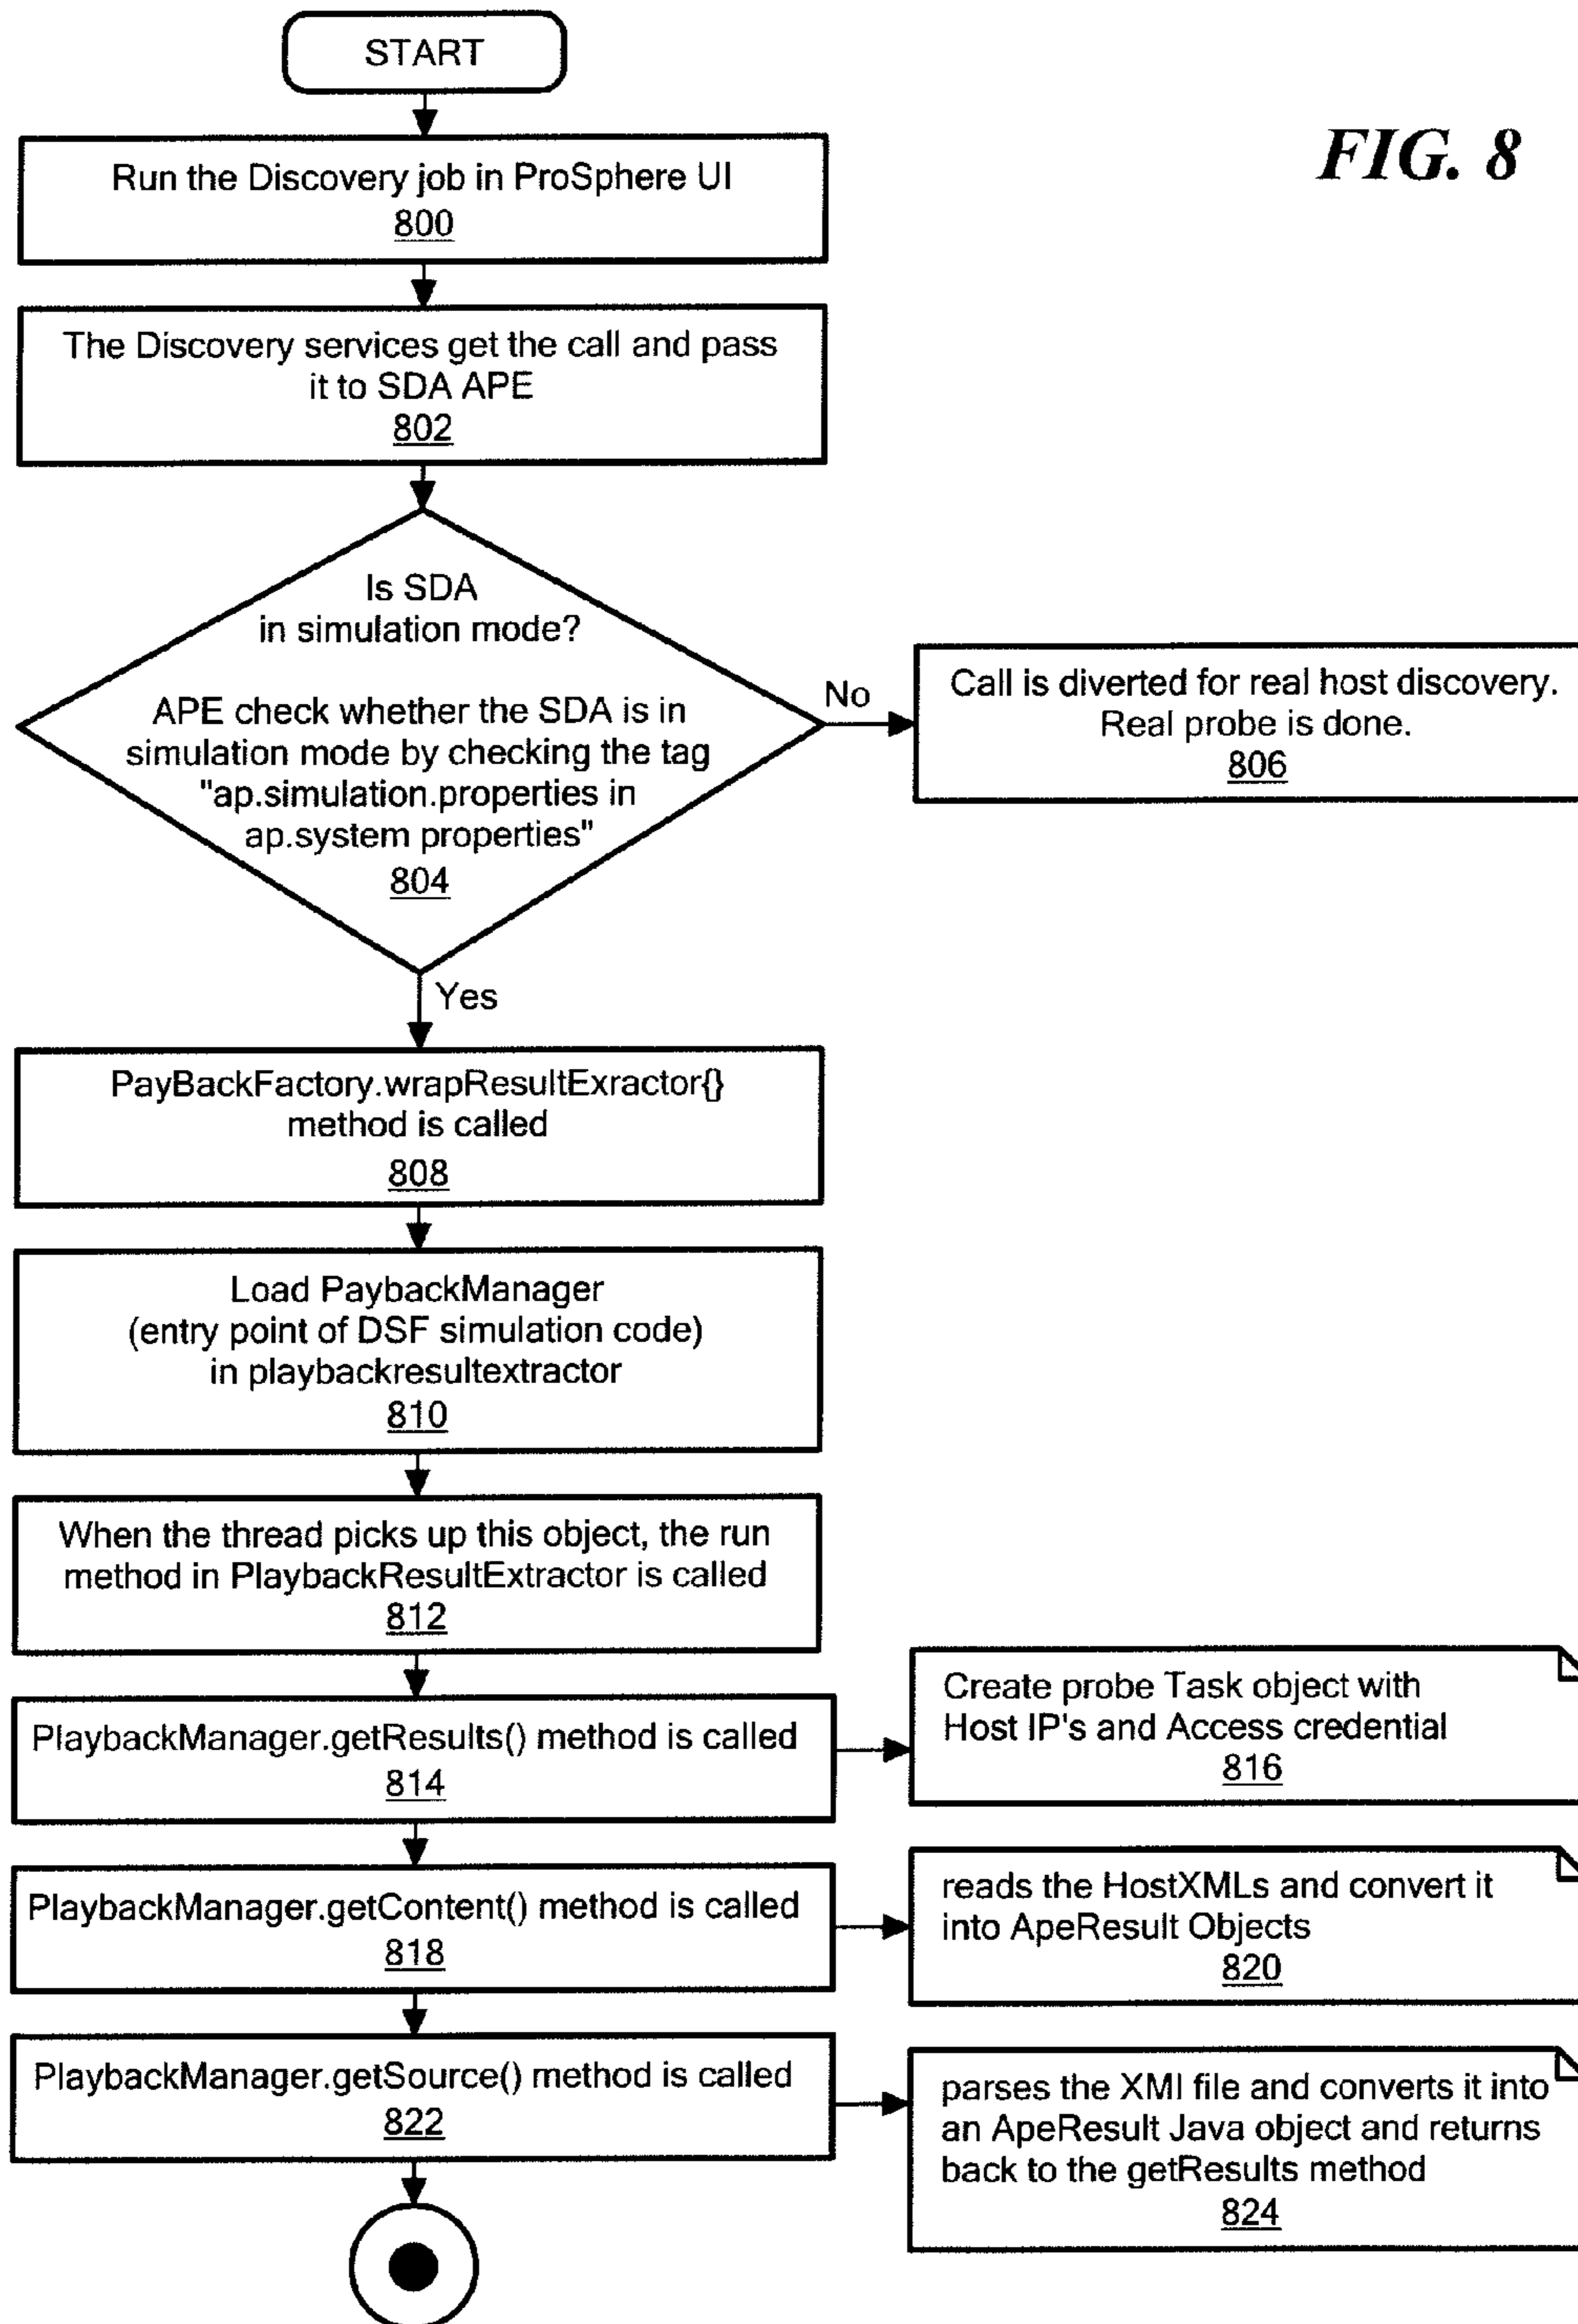 START
FIG. 8
Run the Discovery job in ProSphere UI
800
The Discovery services get the call and pass
it to SDA APE
802
Is SDA
in simulation mode?
APE check whether the SDA is in
simulation mode by checking the tag
"ap.simulation.properties in
ap.system properties"
804
No
Call is diverted for real host discovery.
Real probe is done.
806
Yes
PayBackFactory.wrapResultExractor{}
method is called
808
Load PaybackManager
(entry point of DSF simulation code)
in playbackresultextractor
810
When the thread picks up this object, the run
method in PlaybackResultExtractor is called
812
PlaybackManager.getResults() method is called
814
Create probe Task object with
Host IP's and Access credential
816
PlaybackManager.getContent() method is called
818
reads the HostXMLs and convert it
into ApeResult Objects
820
PlaybackManager.getSource() method is called
822
parses the XMI file and converts it into
an ApeResult Java object and returns
back to the getResults method
824